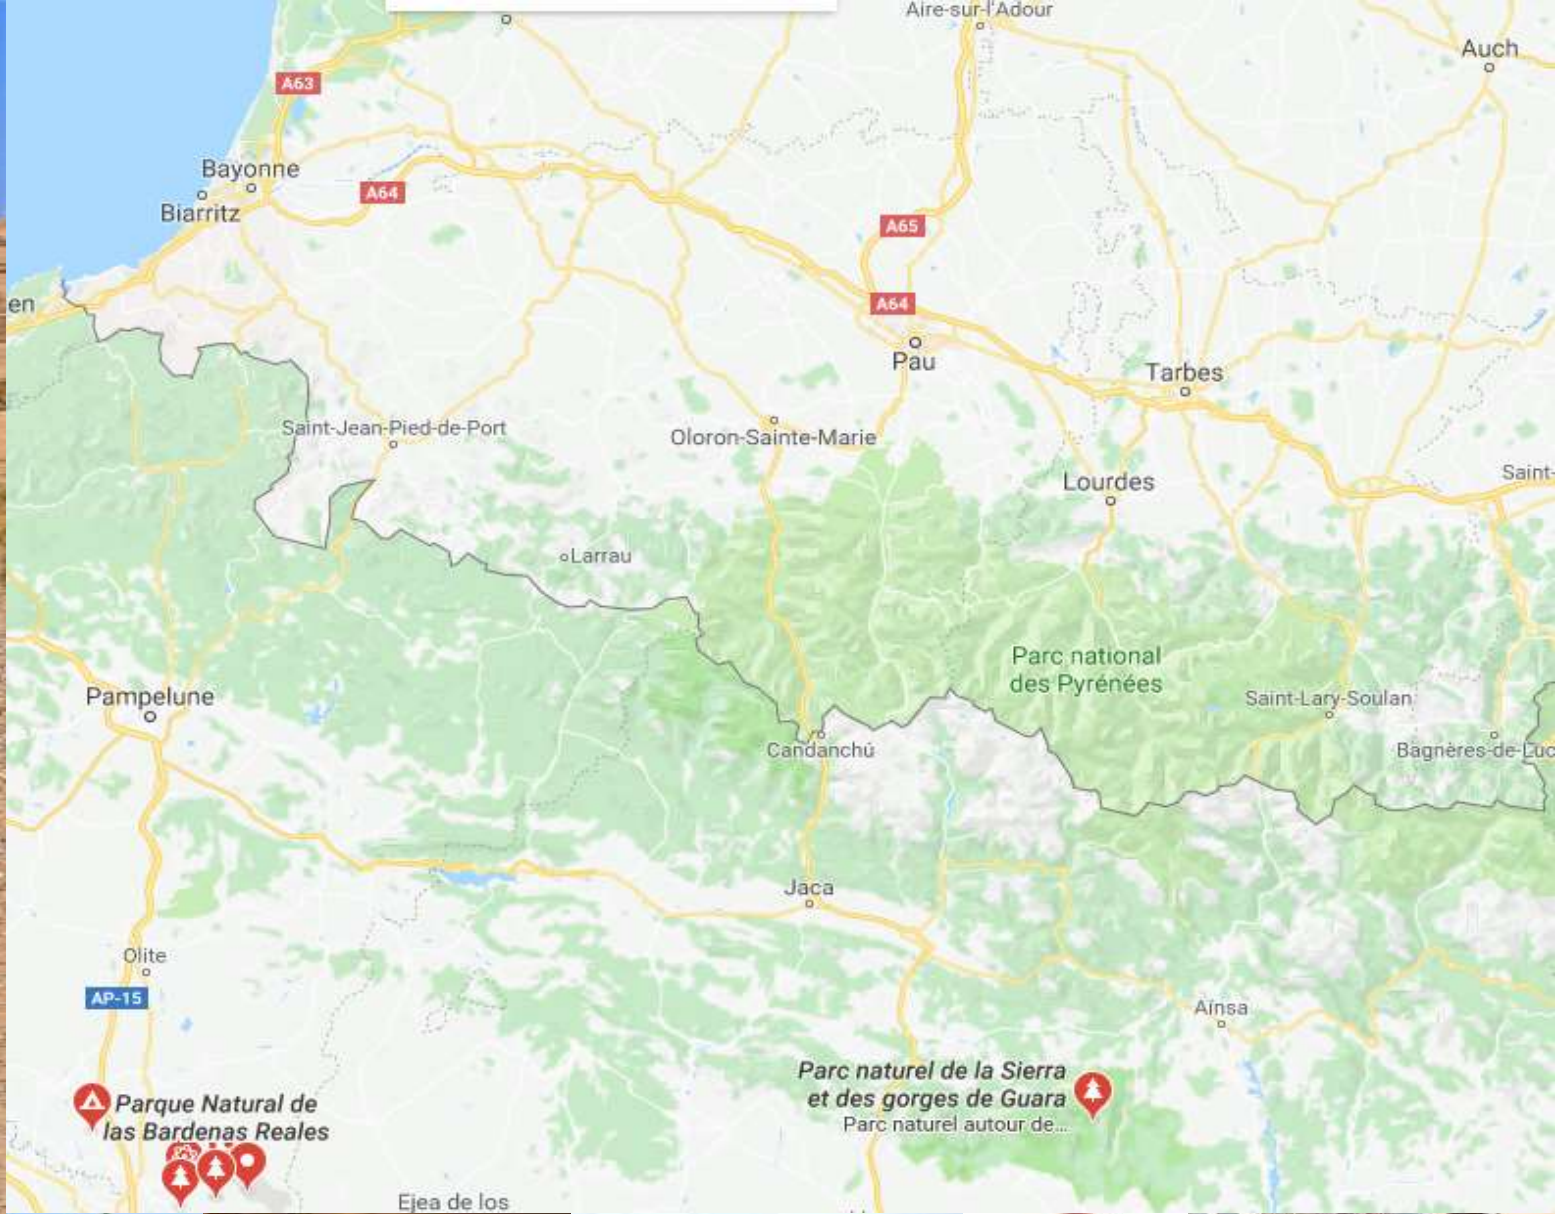 Aire-sur-l'Adour
Auch
A63
Bayonne
A64
Biarritz
A65
en
A64
Pau
Tarbes
Saint-Jean-Pied-de-Port
Oloron-Sainte-Marie
Lourdes
Saint-
Larrau
Parc national
des Pyrénées
Pampelune
Saint-Lary-Soulan
Candanchú
Bagnères-de-Luc
Jaca
Olite
AP-15
Aínsa
Parc naturel de la Sierra
et des gorges de Guara
Parc naturel autour de...
Parque Natural de
las Bardenas Reales
Ejea de los